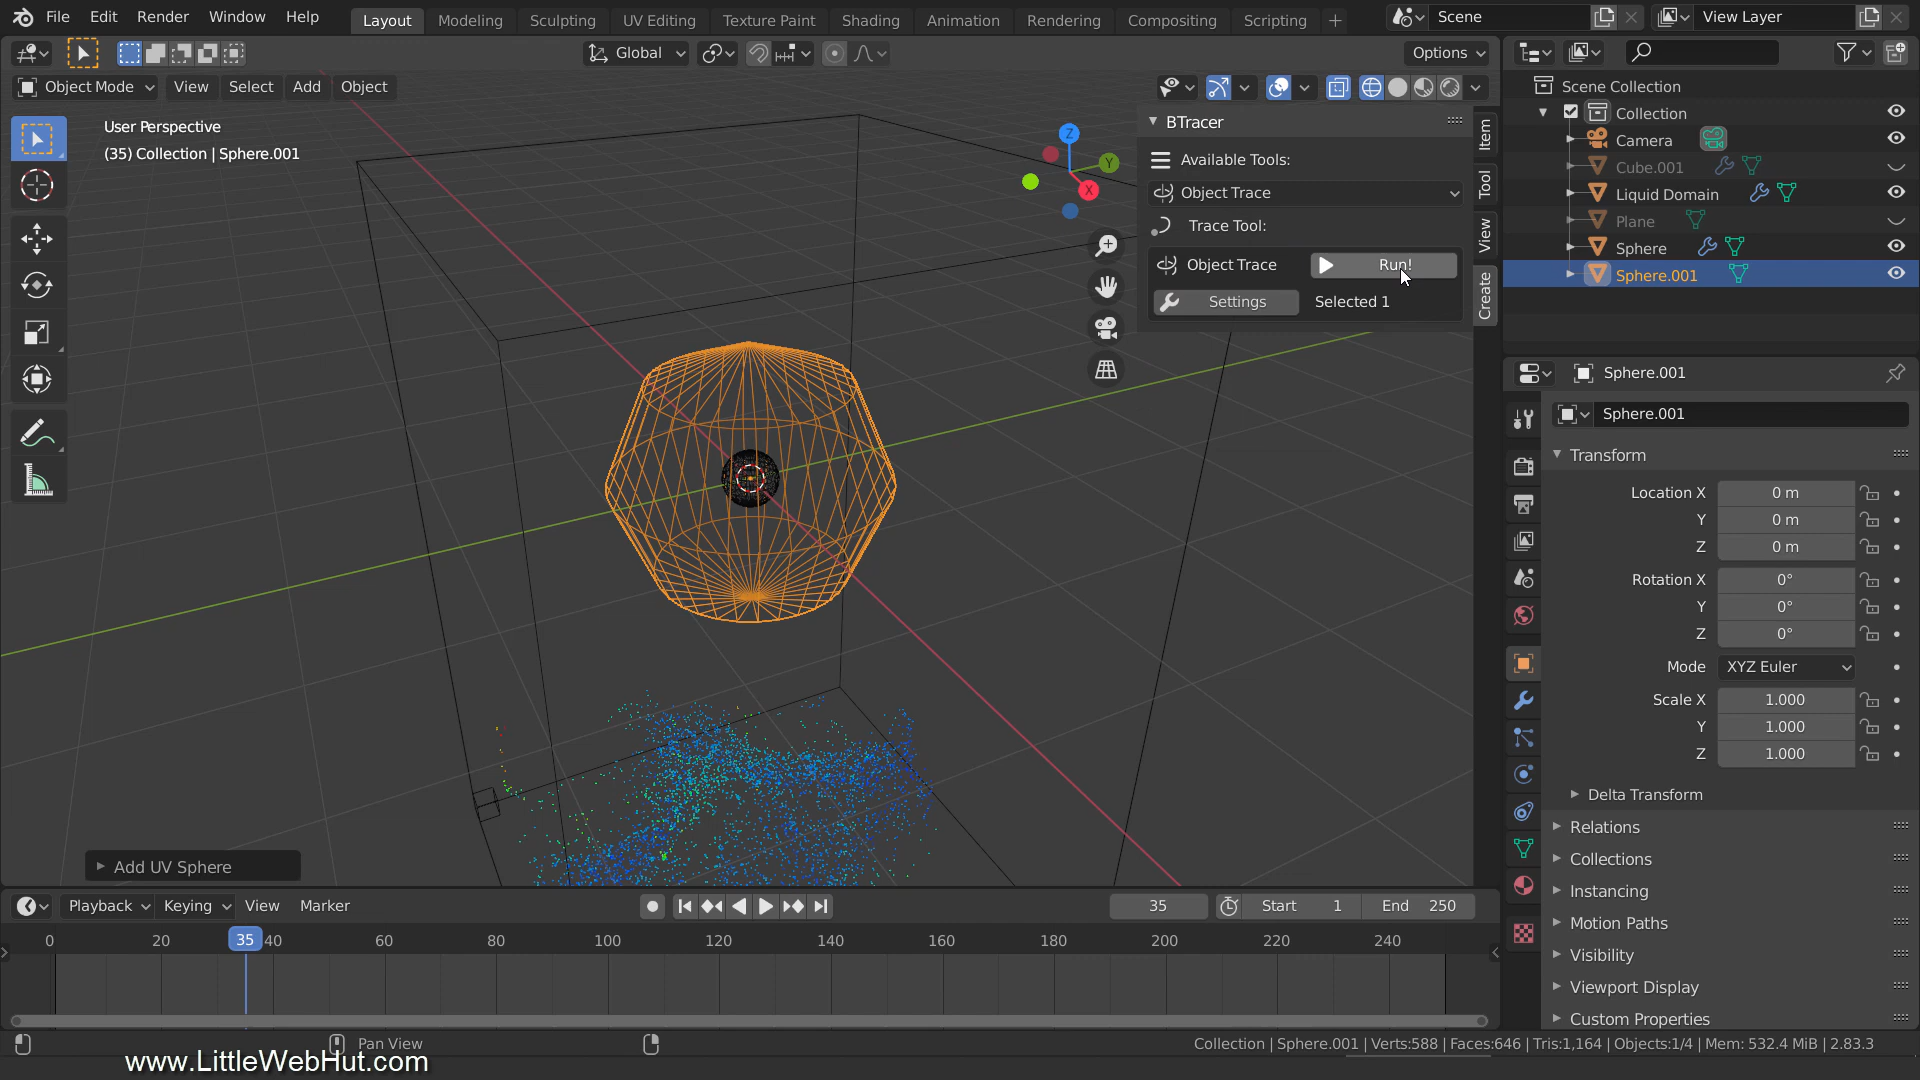 File Edit Render Window Help Layout Modeling Sculpting UV Editing Texture Paint Shading Animation Rendering Compositing Scripting + Scene View Layer
Global Options
Object Mode View Select Add Object
User Perspective
(35) Collection | Sphere.001
Z
Y
X
BTracer
Available Tools:
Object Trace
Trace Tool:
Object Trace Run!
Settings Selected 1
Item
Tool
View
Create
Scene Collection
Collection
Camera
Cube.001
Liquid Domain
Plane
Sphere
Sphere.001
Sphere.001
Sphere.001
Transform
Location X 0 m
Y 0 m
Z 0 m
Rotation X 0°
Y 0°
Z 0°
Mode XYZ Euler
Scale X 1.000
Y 1.000
Z 1.000
Delta Transform
Relations
Collections
Instancing
Motion Paths
Visibility
Viewport Display
Custom Properties
Add UV Sphere
Playback Keying View Marker 35 Start 1 End 250
0 20 35 40 60 80 100 120 140 160 180 200 220 240
Pan View Collection | Sphere.001 | Verts:588 | Faces:646 | Tris:1,164 | Objects:1/4 | Mem: 532.4 MiB | 2.83.3
www.LittleWebHut.com